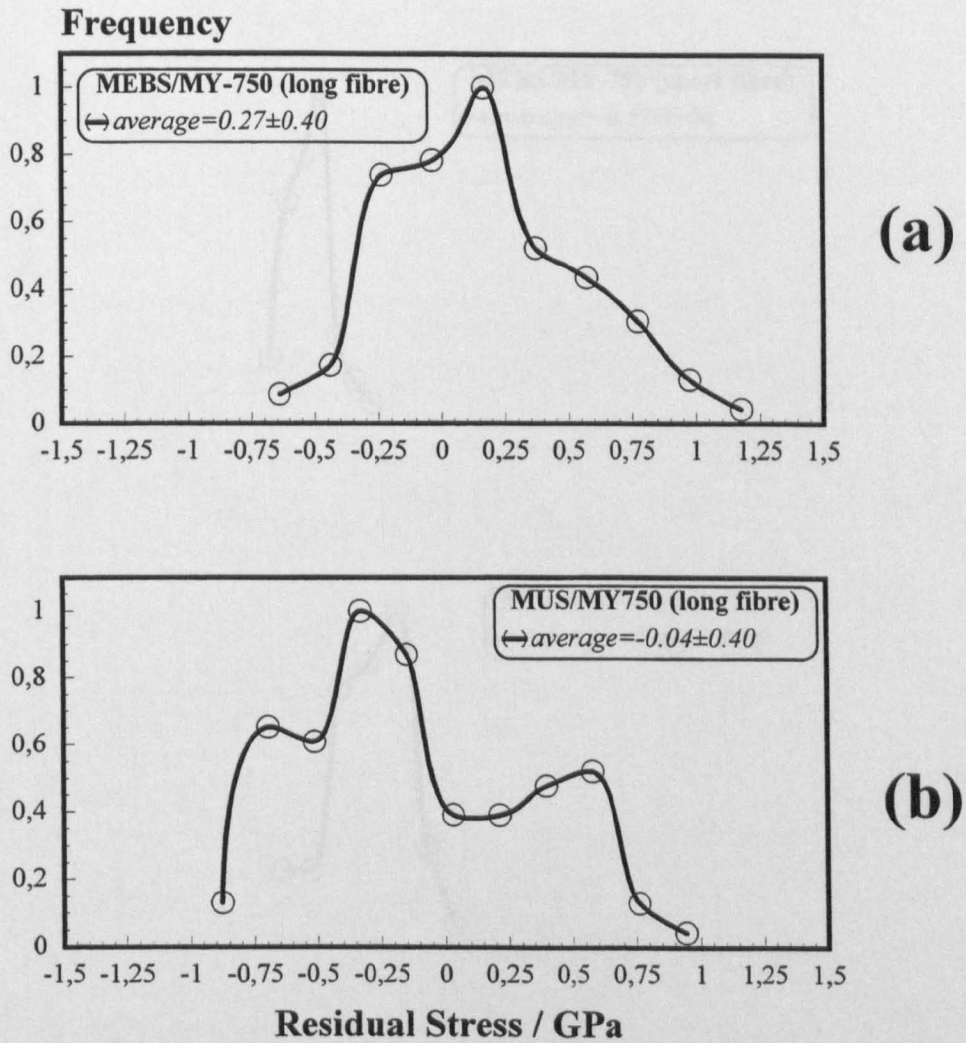 Frequency
MEBS/MY-750 (long fibre)
average=0.27±0.40
1
0,8
0,6
0,4
0,2
0
-1,5 -1,25 -1 -0,75 -0,5 -0,25 0 0,25 0,5 0,75 1 1,25 1,5
(a)
MUS/MY750 (long fibre)
average=-0.04±0.40
1
0,8
0,6
0,4
0,2
0
-1,5 -1,25 -1 -0,75 -0,5 -0,25 0 0,25 0,5 0,75 1 1,25 1,5
(b)
Residual Stress / GPa